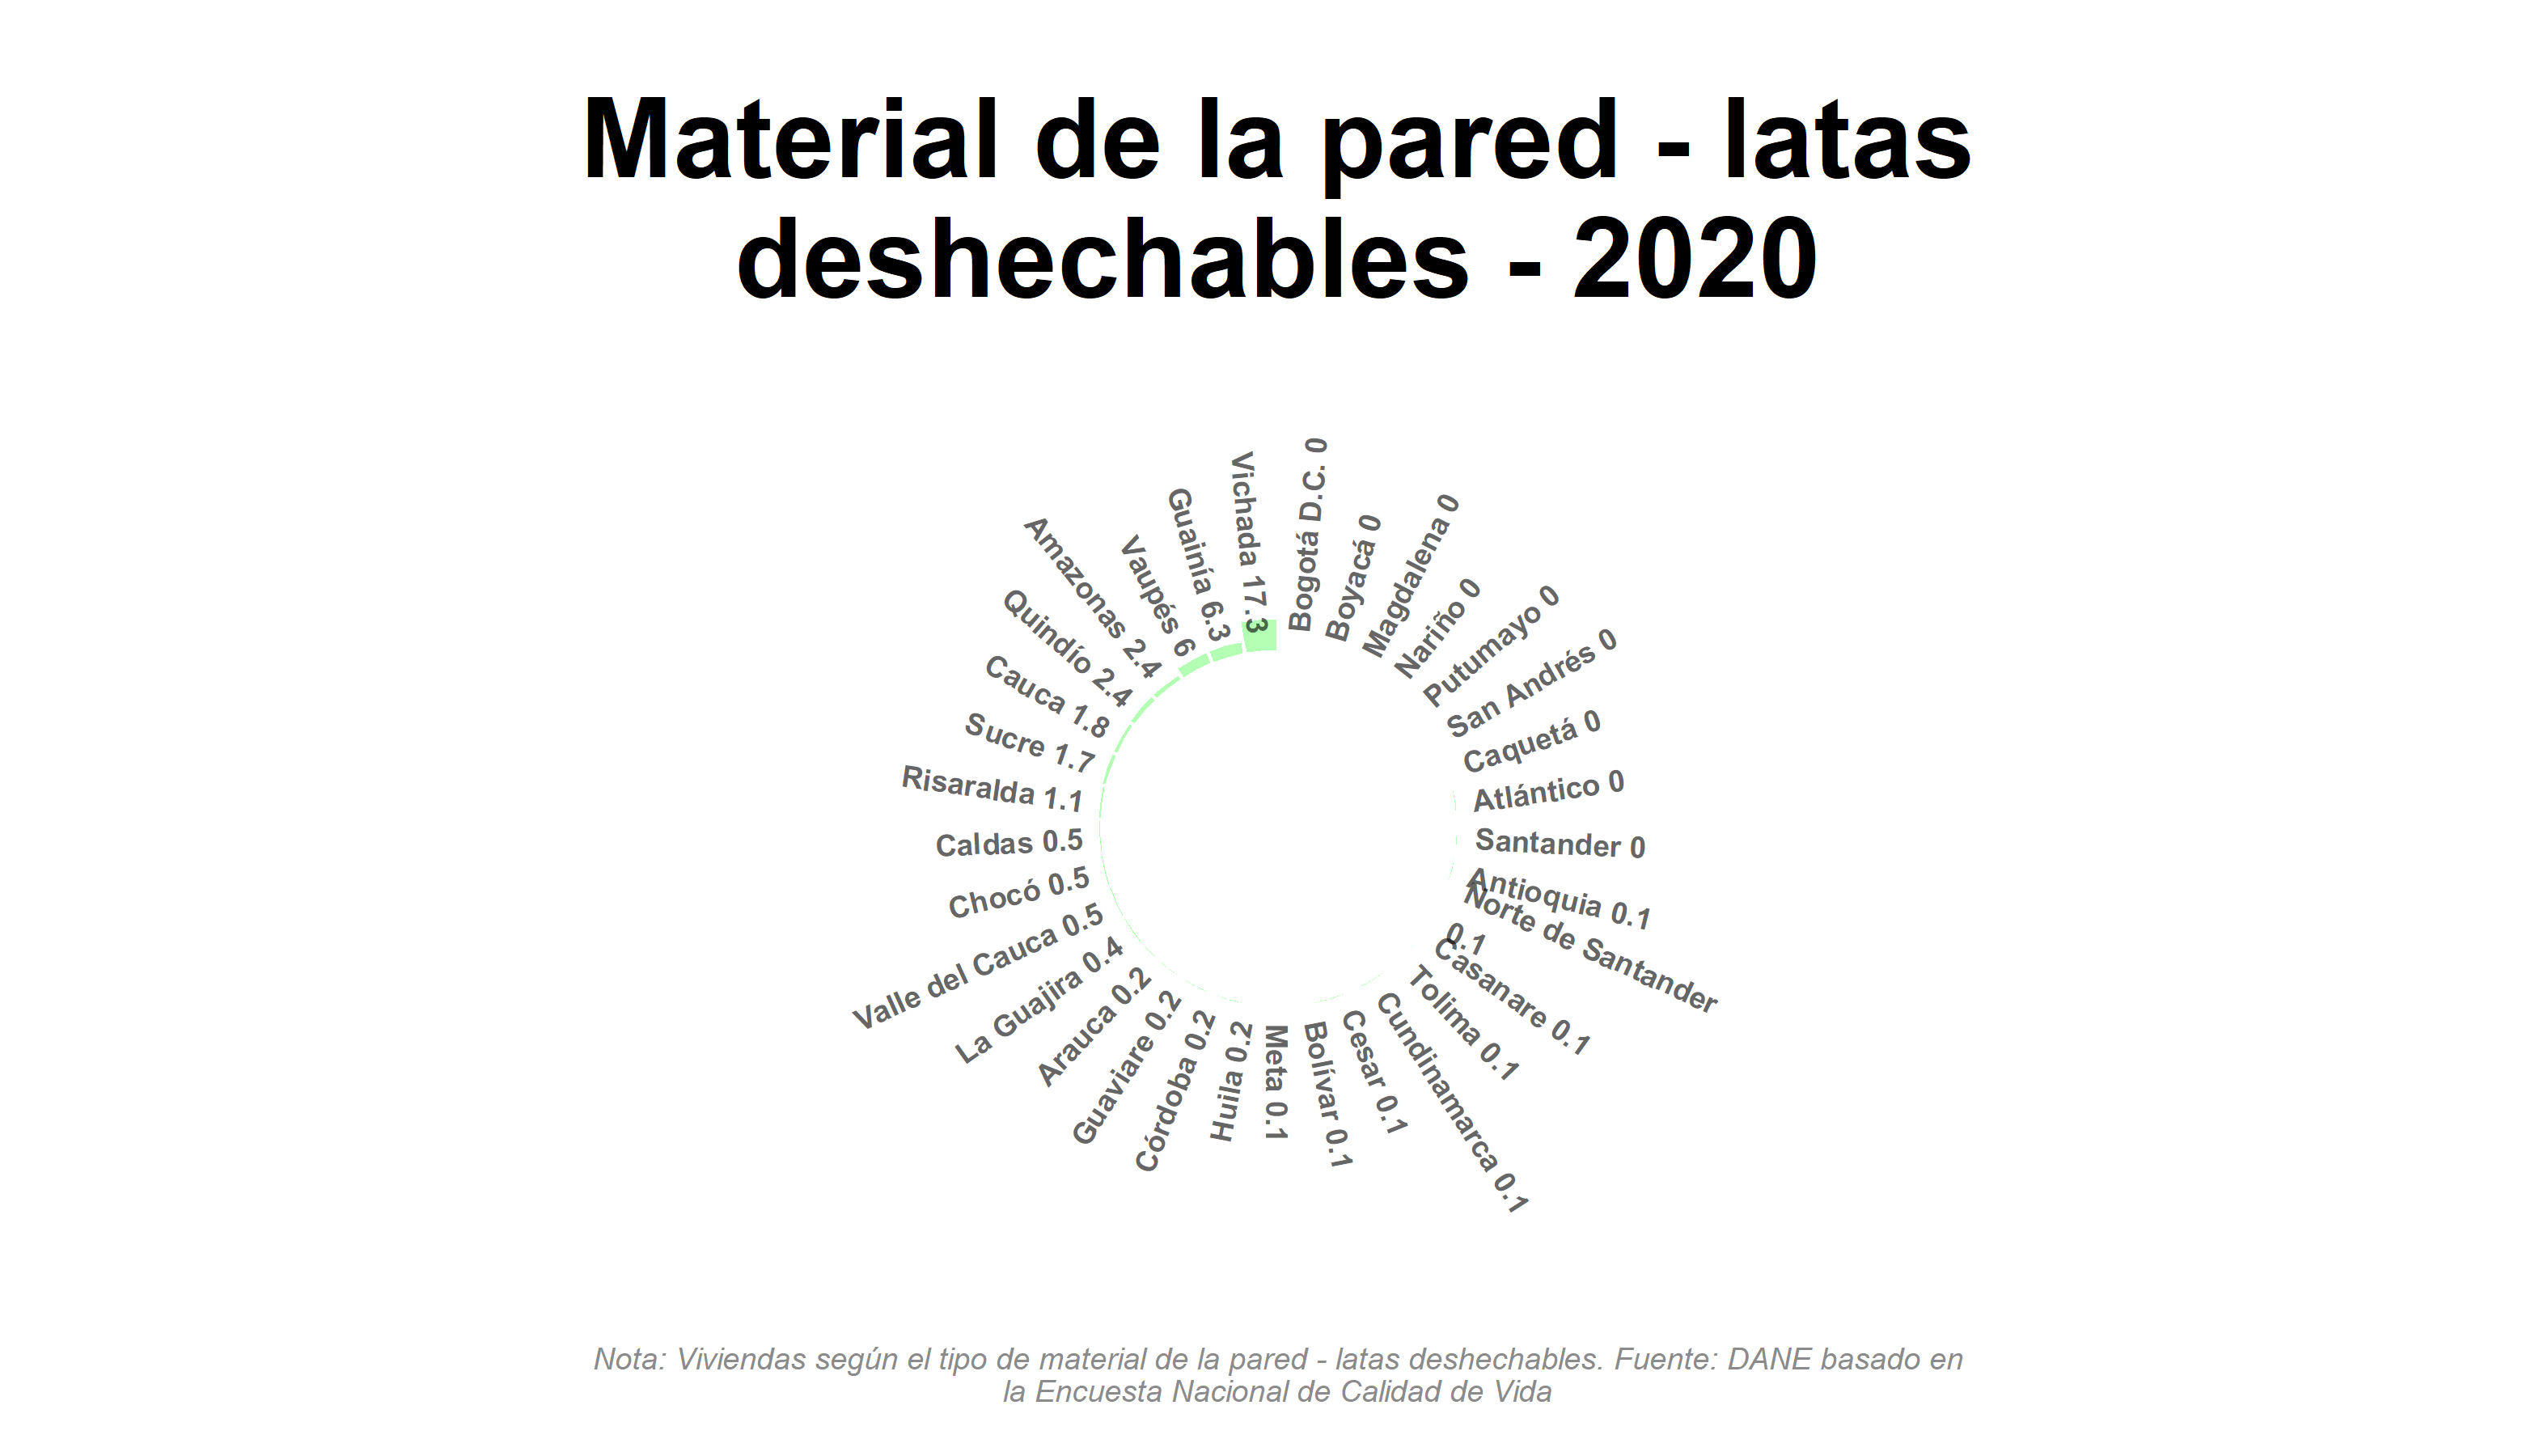 Material de la pared - latas
deshechables - 2020
Bogotá D.C. 0
Boyacá 0
Magdalena 0
Nariño 0
Putumayo 0
San Andrés 0
Caquetá 0
Atlántico 0
Santander 0
Antioquia 0.1
Norte de Santander
0.1
Casanare 0.1
Tolima 0.1
Cundinamarca 0.1
Cesar 0.1
Bolívar 0.1
Meta 0.1
Huila 0.2
Córdoba 0.2
Guaviare 0.2
Arauca 0.2
La Guajira 0.4
Valle del Cauca 0.5
Chocó 0.5
Caldas 0.5
Risaralda 1.1
Sucre 1.7
Cauca 1.8
Quindío 2.4
Amazonas 2.4
Vaupés 6
Guainía 6.3
Vichada 17.3
Nota: Viviendas según el tipo de material de la pared - latas deshechables. Fuente: DANE basado en
la Encuesta Nacional de Calidad de Vida